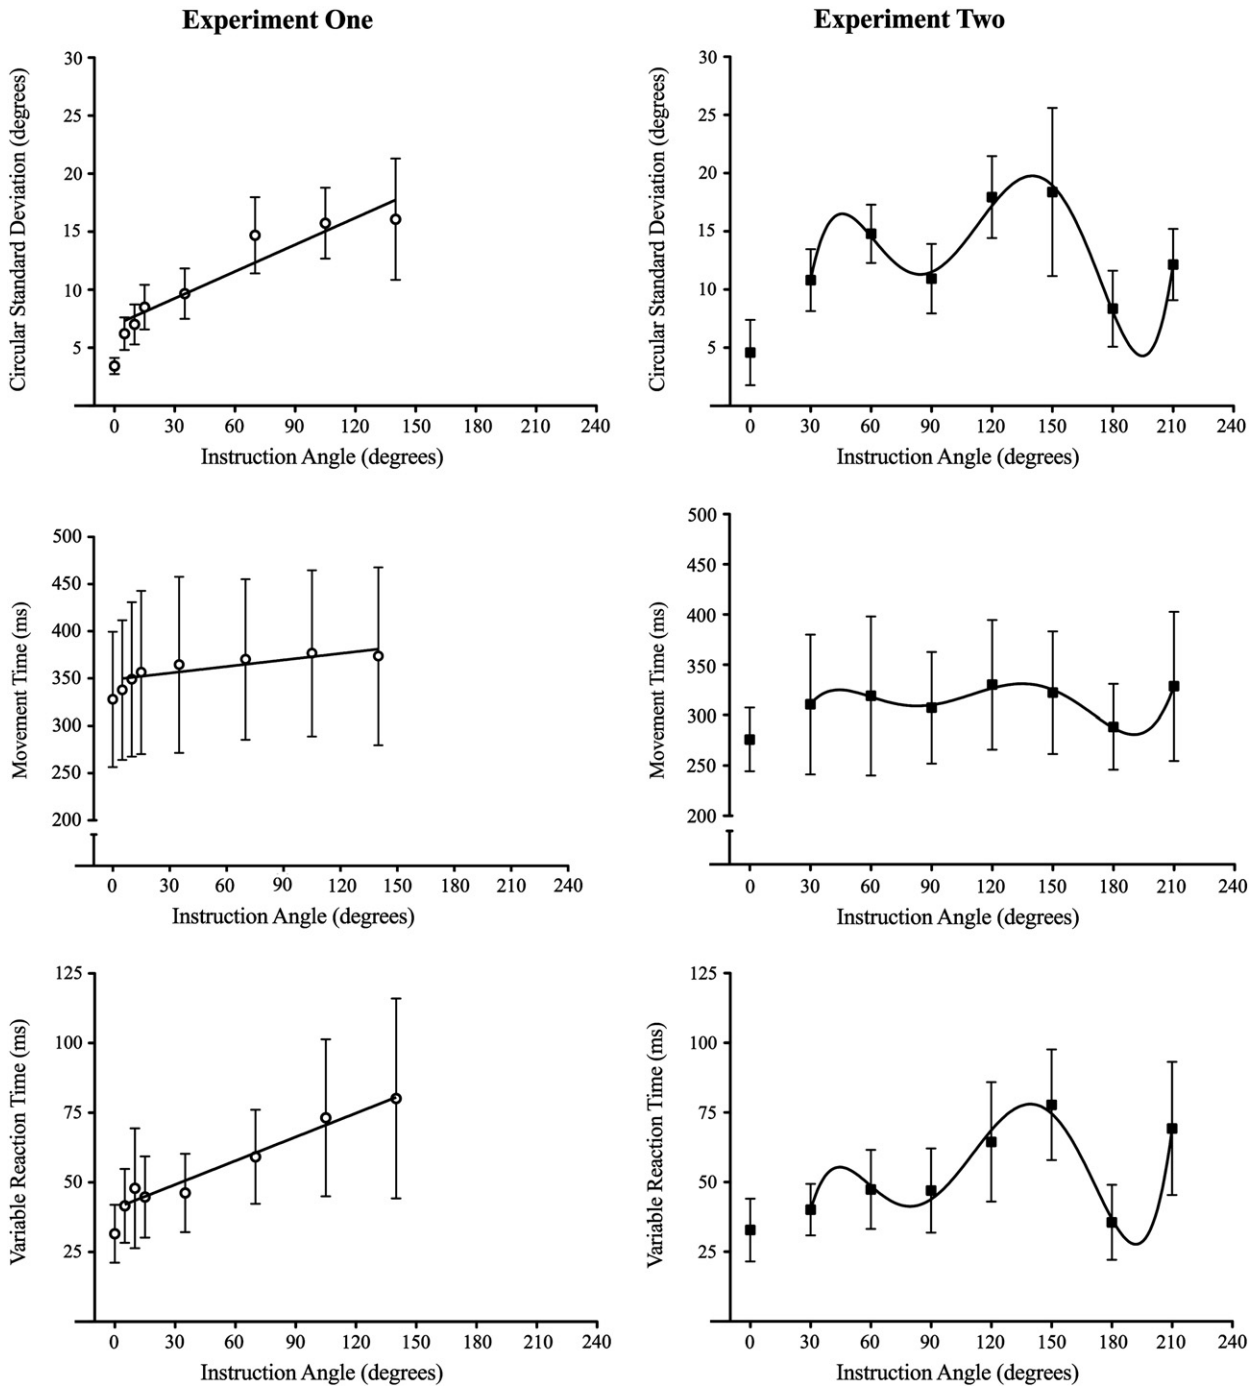 Experiment One
Experiment Two
Circular Standard Deviation (degrees)
30
25
20
15
10
5
0 30 60 90 120 150 180 210 240
Instruction Angle (degrees)
Circular Standard Deviation (degrees)
30
25
20
15
10
5
0 30 60 90 120 150 180 210 240
Instruction Angle (degrees)
Movement Time (ms)
500
450
400
350
300
250
200
0 30 60 90 120 150 180 210 240
Instruction Angle (degrees)
Movement Time (ms)
500
450
400
350
300
250
200
0 30 60 90 120 150 180 210 240
Instruction Angle (degrees)
Variable Reaction Time (ms)
125
100
75
50
25
0 30 60 90 120 150 180 210 240
Instruction Angle (degrees)
Variable Reaction Time (ms)
125
100
75
50
25
0 30 60 90 120 150 180 210 240
Instruction Angle (degrees)